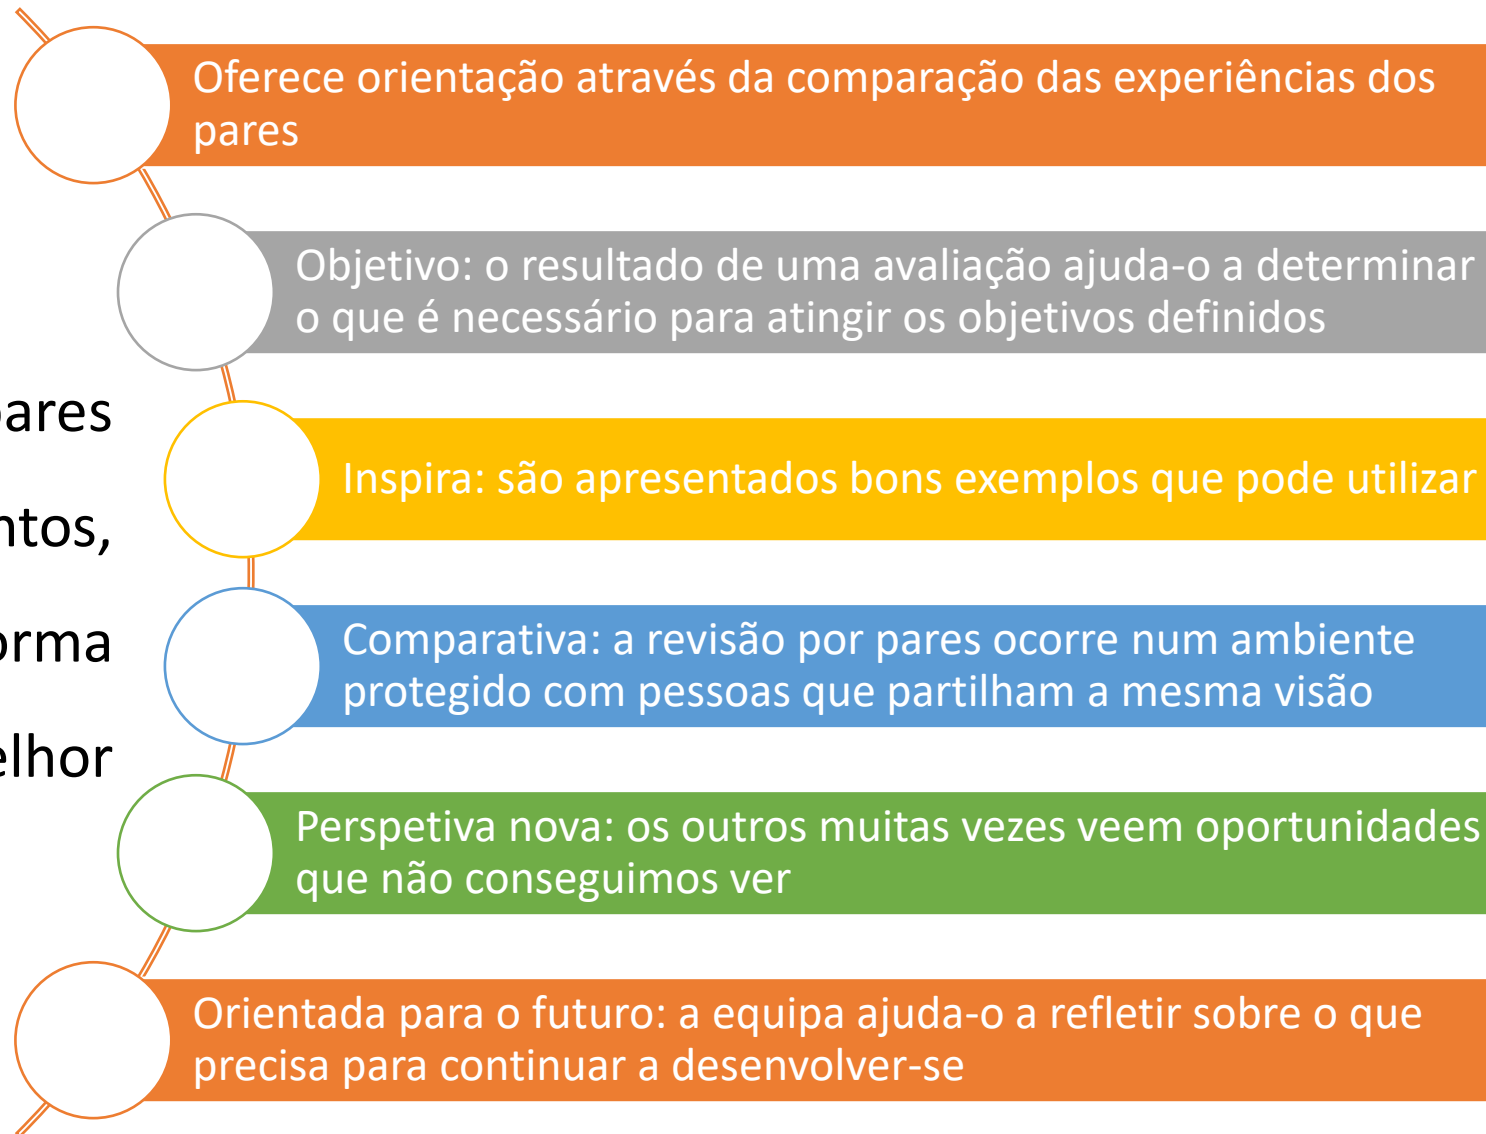 Oferece orientação através da comparação das experiências dos
pares
Objetivo: o resultado de uma avaliação ajuda-o a determinar
o que é necessário para atingir os objetivos definidos
ares
ntos,
orma
elhor
Inspira: são apresentados bons exemplos que pode utilizar
Comparativa: a revisão por pares ocorre num ambiente
protegido com pessoas que partilham a mesma visão
Perspetiva nova: os outros muitas vezes veem oportunidades
que não conseguimos ver
Orientada para o futuro: a equipa ajuda-o a refletir sobre o que
precisa para continuar a desenvolver-se